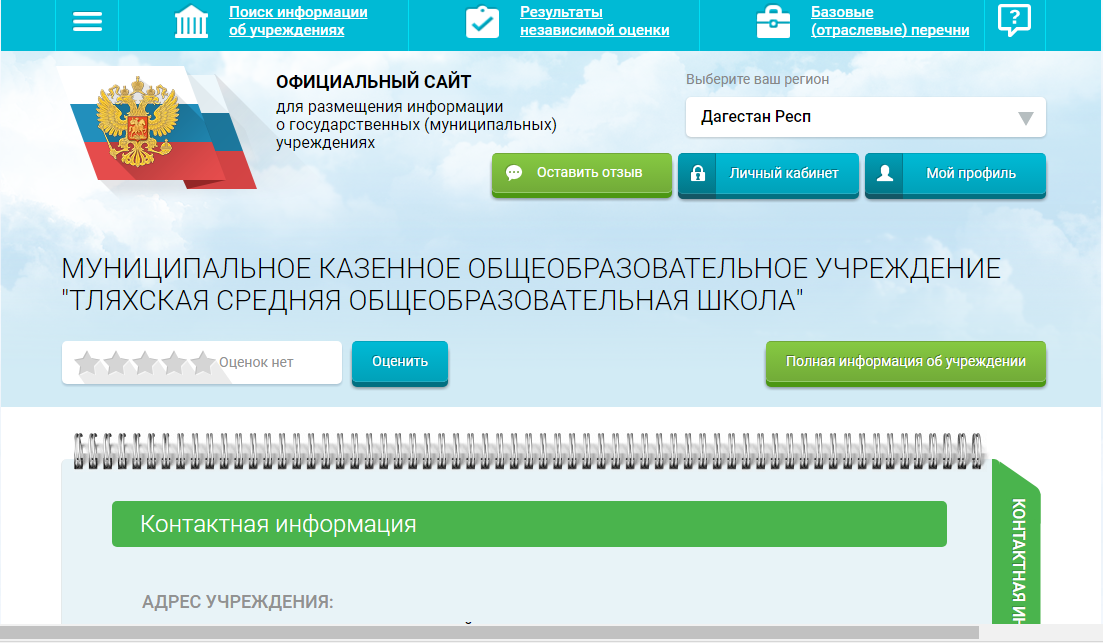 Поиск информации
об учреждениях
Результаты
независимой оценки
Базовые
(отраслевые) перечни
?
ОФИЦИАЛЬНЫЙ САЙТ
для размещения информации
о государственных (муниципальных)
учреждениях
Выберите ваш регион
Дагестан Респ
Оставить отзыв
Личный кабинет
Мой профиль
МУНИЦИПАЛЬНОЕ КАЗЕННОЕ ОБЩЕОБРАЗОВАТЕЛЬНОЕ УЧРЕЖДЕНИЕ
"ТЛЯХСКАЯ СРЕДНЯЯ ОБЩЕОБРАЗОВАТЕЛЬНАЯ ШКОЛА"
Оценок нет
Оценить
Полная информация об учреждении
Контактная информация
КОНТАКТНАЯ ИН
АДРЕС УЧРЕЖДЕНИЯ: